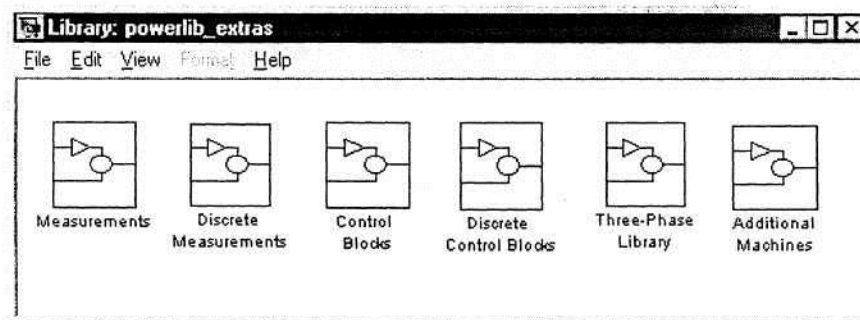 Library: powerlib_extras
File Edit View Format Help
Measurements
Discrete
Measurements
Control
Blocks
Discrete
Control Blocks
Three-Phase
Library
Additional
Machines